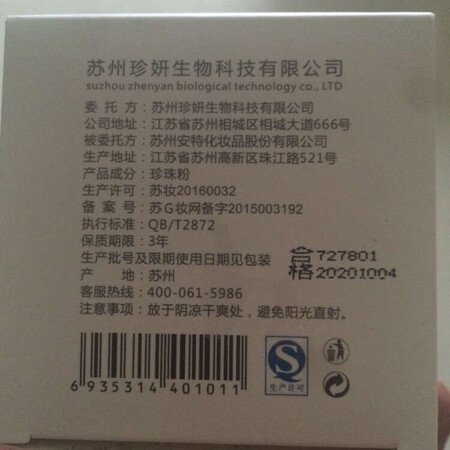 苏州珍妍生物科技有限公司
suzhou zhenyan biological technology co., LTD
委托方：苏州珍妍生物科技有限公司
公司地址：江苏省苏州相城区相城大道666号
被委托方：苏州安特化妆品股份有限公司
生产地址：江苏省苏州高新区珠江路521号
产品成分：珍珠粉
生产许可：苏妆20160032
备案号：苏G妆网备字2015003192
执行标准：QB/T2872
保质期限：3年
生产批号及限期使用日期见包装
合格 727801
20201004
产地：苏州
客服热线：400-061-5986
注意事项：放于阴凉干爽处，避免阳光直射。
6 935314 401011
生产许可